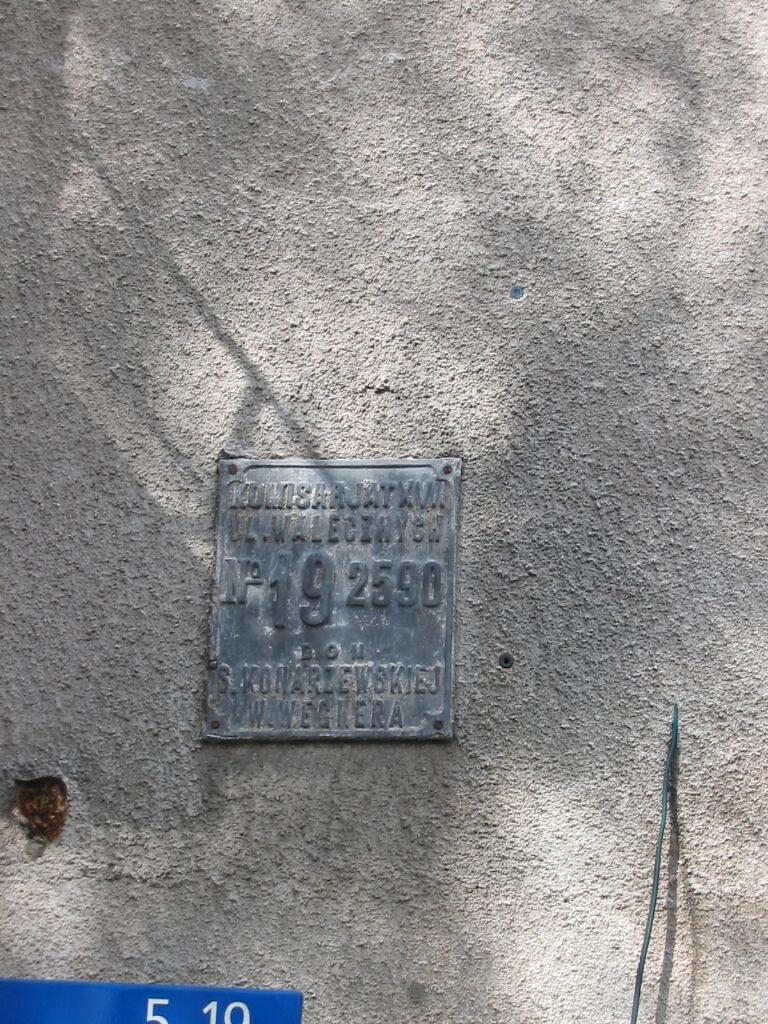 KOMISARJAT XVII
UL. WALECZNYCH
No 19 2590
DOM
S. KONARZEWSKIEJ
I W. WEGNERA
5 19